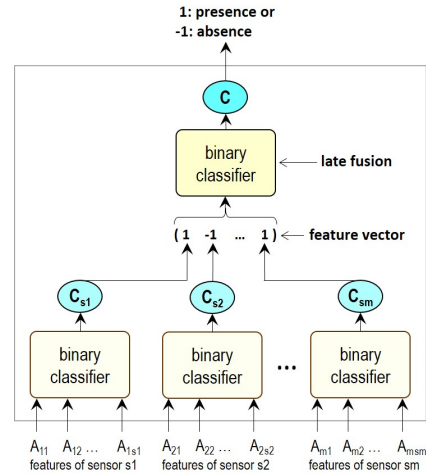 1: presence or
-1: absence
C
binary
classifier
late fusion
( 1 -1 ... 1 )
feature vector
Cs1
Cs2
Csm
binary
classifier
binary
classifier
...
binary
classifier
A11 A12 ... A1s1
A21 A22 ... A2s2
Am1 Am2 ... Amsm
features of sensor s1
features of sensor s2
features of sensor sm